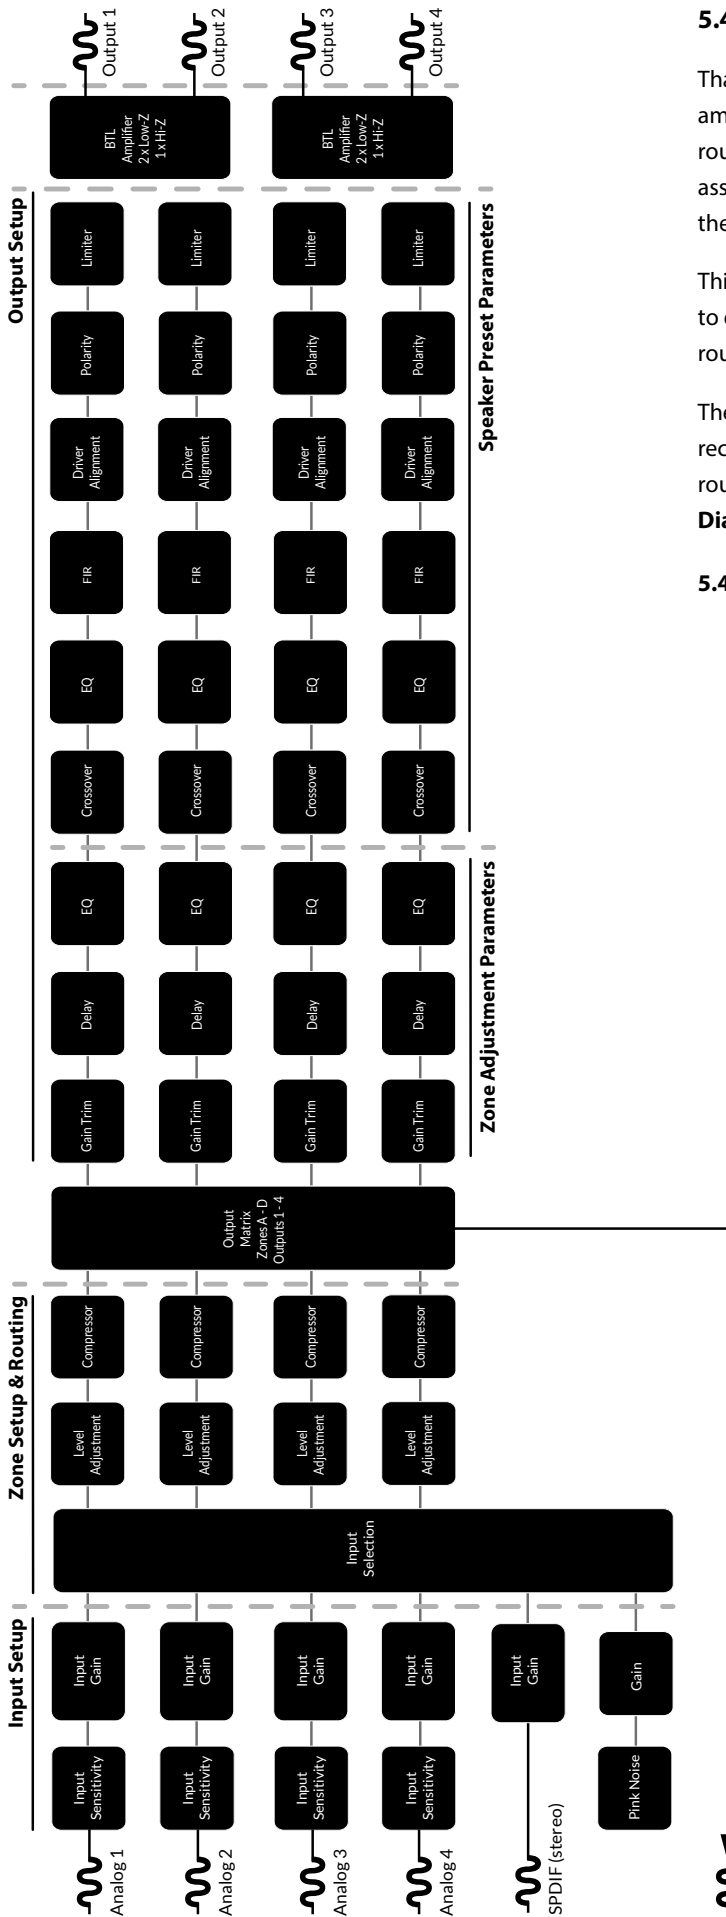 Input Setup
Zone Setup & Routing
Output Setup
Analog 1
Input
Sensitivity
Input
Gain
Input
Selection
Level
Adjustment
Compressor
Output
Matrix
Zones A - D
Outputs 1 - 4
Gain Trim
Delay
EQ
Crossover
EQ
FIR
Driver
Alignment
Polarity
Limiter
BTL
Amplifier
2 x Low-Z
1 x Hi-Z
Output 1
Analog 2
Input
Sensitivity
Input
Gain
Level
Adjustment
Compressor
Gain Trim
Delay
EQ
Crossover
EQ
FIR
Driver
Alignment
Polarity
Limiter
Output 2
Analog 3
Input
Sensitivity
Input
Gain
Level
Adjustment
Compressor
Gain Trim
Delay
EQ
Crossover
EQ
FIR
Driver
Alignment
Polarity
Limiter
BTL
Amplifier
2 x Low-Z
1 x Hi-Z
Output 3
Analog 4
Input
Sensitivity
Input
Gain
Level
Adjustment
Compressor
Gain Trim
Delay
EQ
Crossover
EQ
FIR
Driver
Alignment
Polarity
Limiter
Output 4
Zone Adjustment Parameters
Speaker Preset Parameters
SPDIF (stereo)
Input
Gain
Pink Noise
Gain
5.4
Tha
am
rou
ass
the
Thi
to
rou
The
rec
rou
Dia
5.4